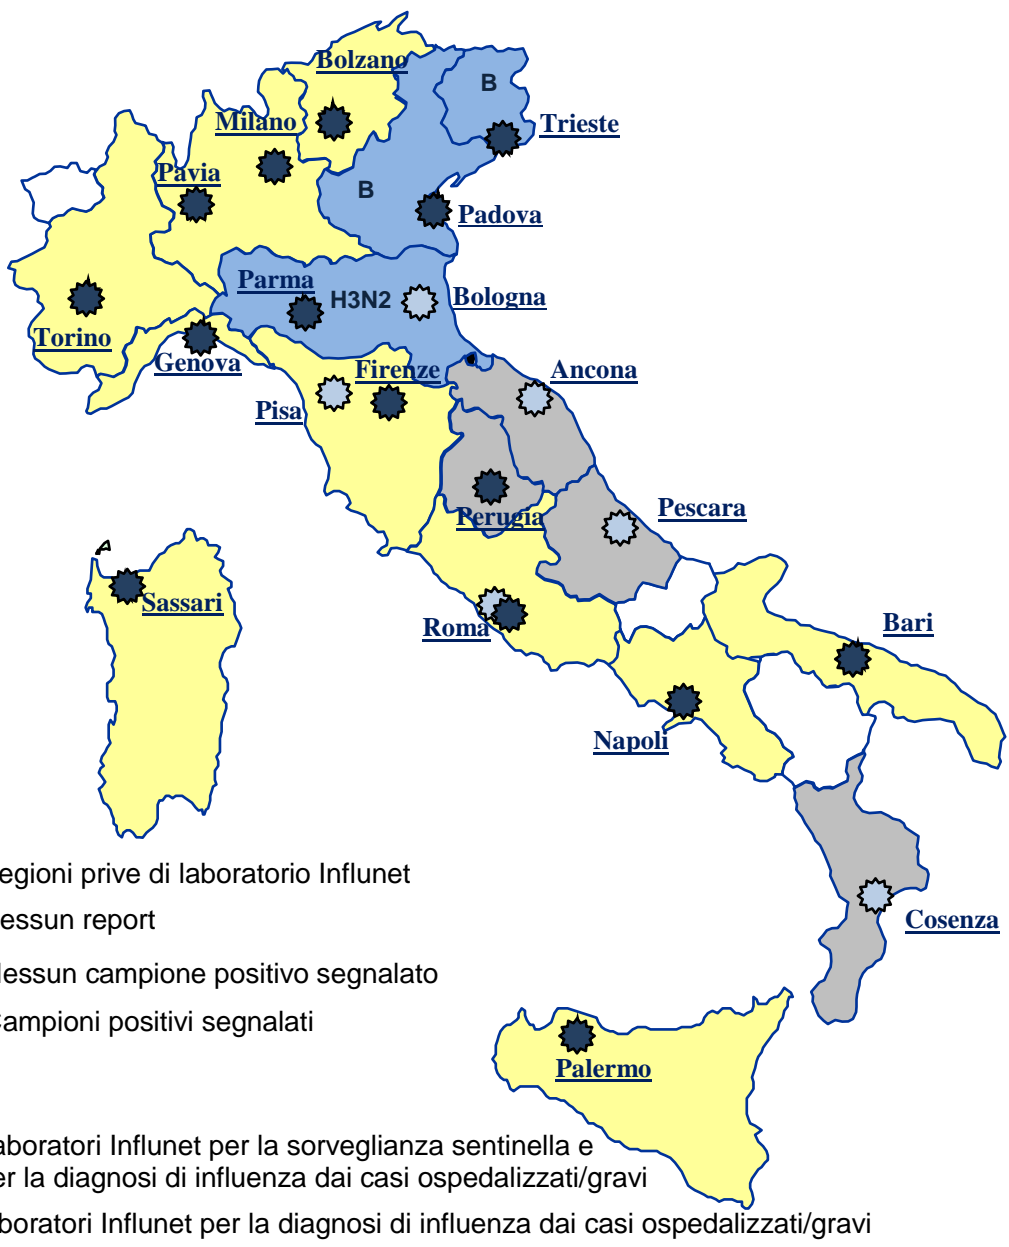 Bolzano
B
Milano
Trieste
Pavia
B
Padova
Parma
H3N2
Bologna
Torino
Genova
Firenze
Ancona
Pisa
Pescara
Perugia
Sassari
Roma
Bari
Napoli
egioni prive di laboratorio Influnet
essun report
essun campione positivo segnalato
Campioni positivi segnalati
Cosenza
Palermo
aboratori Influnet per la sorveglianza sentinella e
er la diagnosi di influenza dai casi ospedalizzati/gravi
boratori Influnet per la diagnosi di influenza dai casi ospedalizzati/gravi